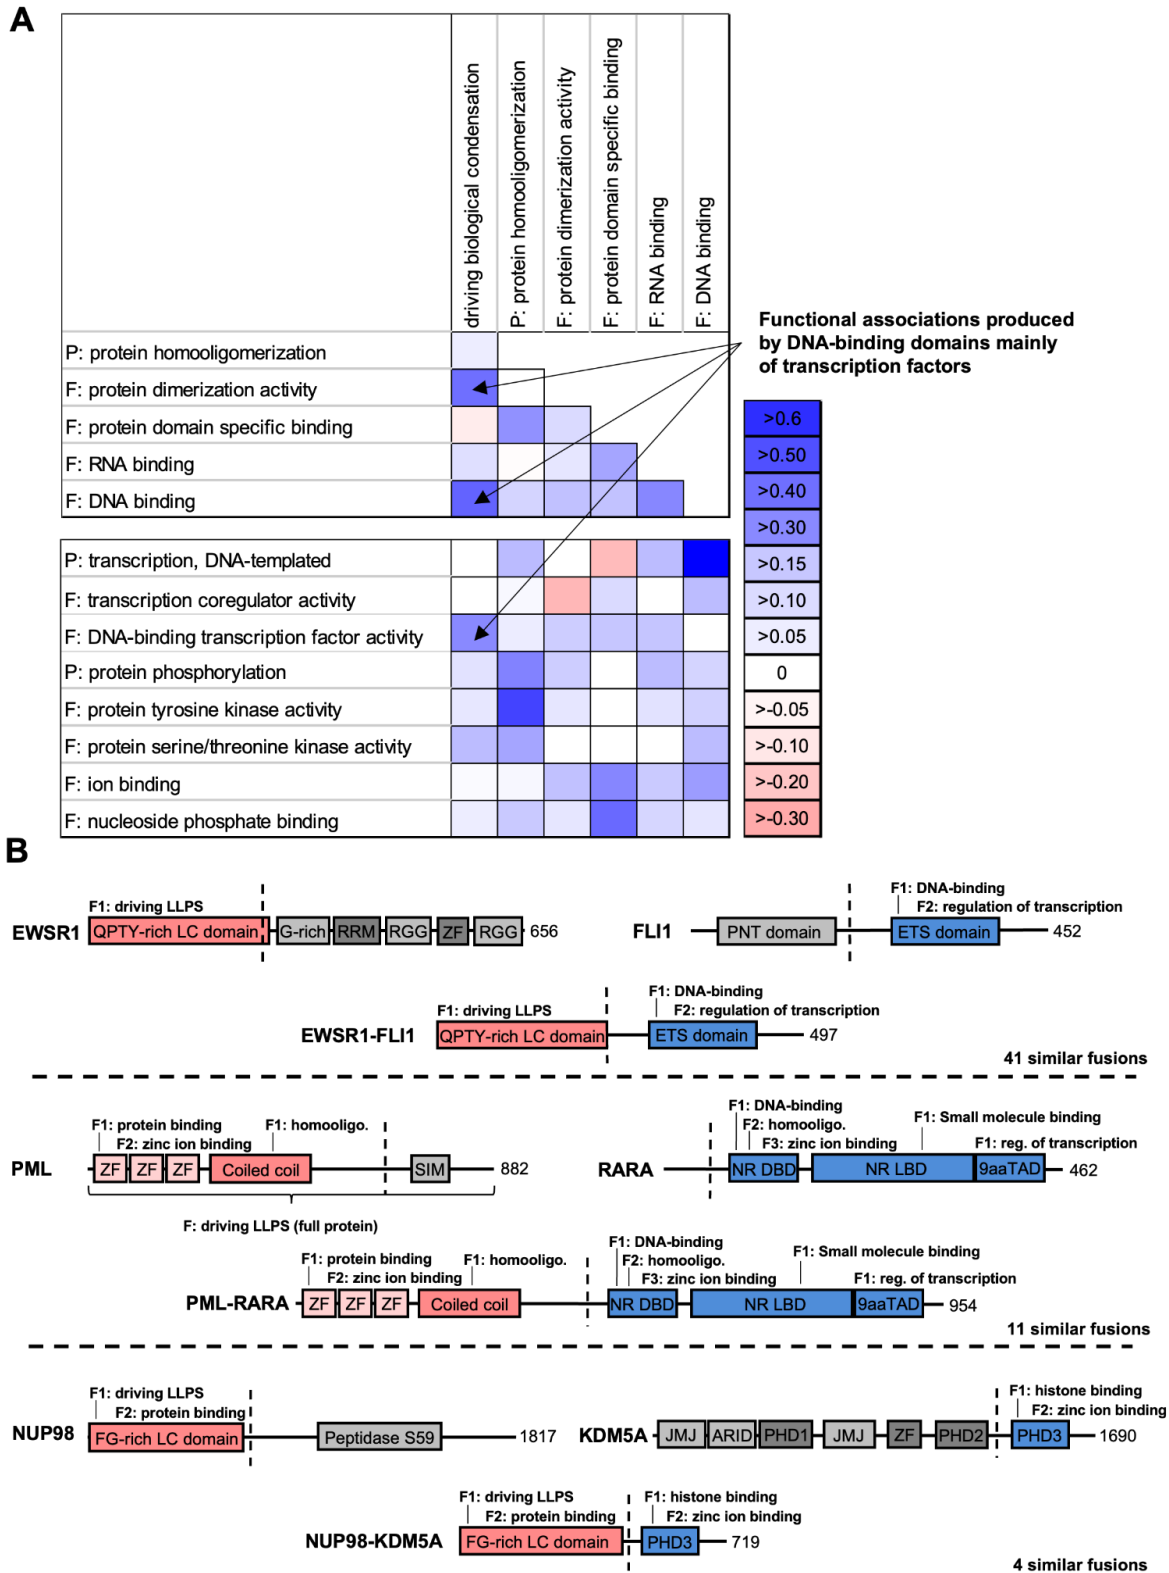 A
driving biological condensation
P: protein homooligomerization
F: protein dimerization activity
F: protein domain specific binding
F: RNA binding
F: DNA binding
P: protein homooligomerization
F: protein dimerization activity
F: protein domain specific binding
F: RNA binding
F: DNA binding
P: transcription, DNA-templated
F: transcription coregulator activity
F: DNA-binding transcription factor activity
P: protein phosphorylation
F: protein tyrosine kinase activity
F: protein serine/threonine kinase activity
F: ion binding
F: nucleoside phosphate binding
Functional associations produced
by DNA-binding domains mainly
of transcription factors
>0.6
>0.50
>0.40
>0.30
>0.15
>0.10
>0.05
0
>-0.05
>-0.10
>-0.20
>-0.30
B
F1: driving LLPS
EWSR1 QPTY-rich LC domain G-rich RRM RGG ZF RGG 656
F1: DNA-binding
F2: regulation of transcription
FLI1 PNT domain ETS domain 452
F1: driving LLPS
F1: DNA-binding
F2: regulation of transcription
EWSR1-FLI1 QPTY-rich LC domain ETS domain 497
41 similar fusions
F1: protein binding
F2: zinc ion binding
F1: homooligo.
PML ZF ZF ZF Coiled coil SIM 882
F: driving LLPS (full protein)
F1: DNA-binding
F2: homooligo.
F3: zinc ion binding
F1: Small molecule binding
F1: reg. of transcription
RARA NR DBD NR LBD 9aaTAD 462
F1: protein binding
F2: zinc ion binding
F1: homooligo.
F1: DNA-binding
F2: homooligo.
F3: zinc ion binding
F1: Small molecule binding
F1: reg. of transcription
PML-RARA ZF ZF ZF Coiled coil NR DBD NR LBD 9aaTAD 954
11 similar fusions
F1: driving LLPS
F2: protein binding
NUP98 FG-rich LC domain Peptidase S59 1817
F1: histone binding
F2: zinc ion binding
KDM5A JMJ ARID PHD1 JMJ ZF PHD2 PHD3 1690
F1: driving LLPS
F2: protein binding
F1: histone binding
F2: zinc ion binding
NUP98-KDM5A FG-rich LC domain PHD3 719
4 similar fusions